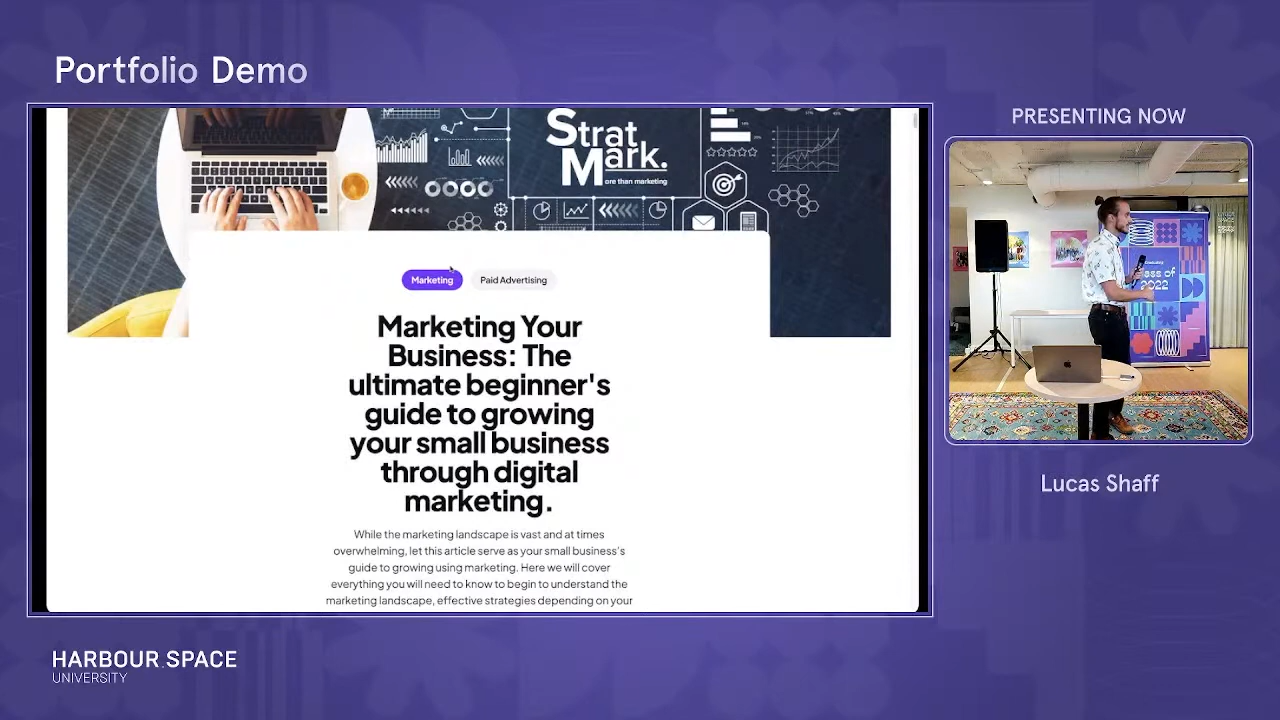 Portfolio Demo
PRESENTING NOW
Strat
Mark.
ore than marketing
Marketing
Paid Advertising
Marketing Your
Business: The
ultimate beginner's
guide to growing
your small business
through digital
marketing.
While the marketing landscape is vast and at times
overwhelming, let this article serve as your small business's
guide to growing using marketing. Here we will cover
everything you will need to know to begin to understand the
marketing landscape, effective strategies depending on your
ss of
2022
Lucas Shaff
HARBOUR.SPACE
UNIVERSITY